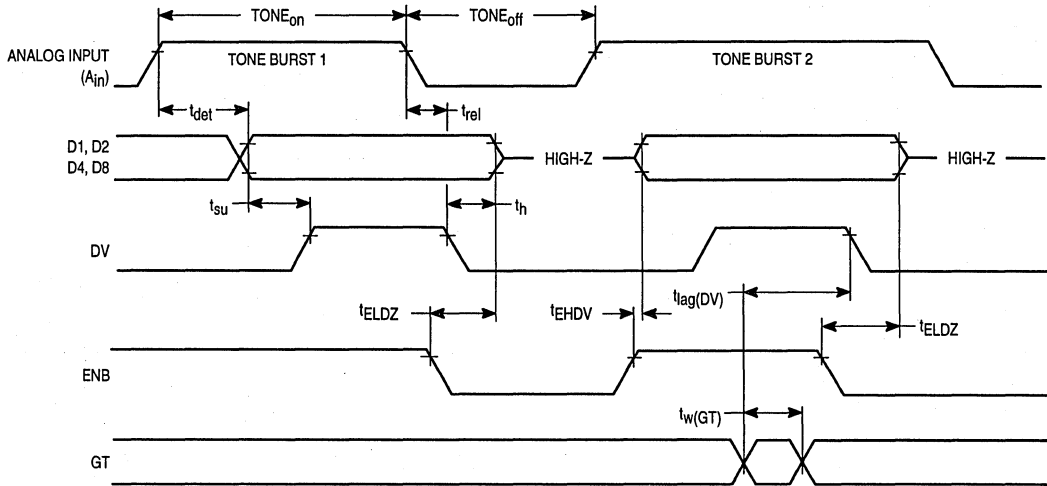 TONEon
TONEoff
ANALOG INPUT
(Ain)
TONE BURST 1
TONE BURST 2
tdet
trel
D1, D2
D4, D8
HIGH-Z
HIGH-Z
tsu
th
DV
tELDZ
tEHDV
tlag(DV)
tELDZ
ENB
tw(GT)
GT